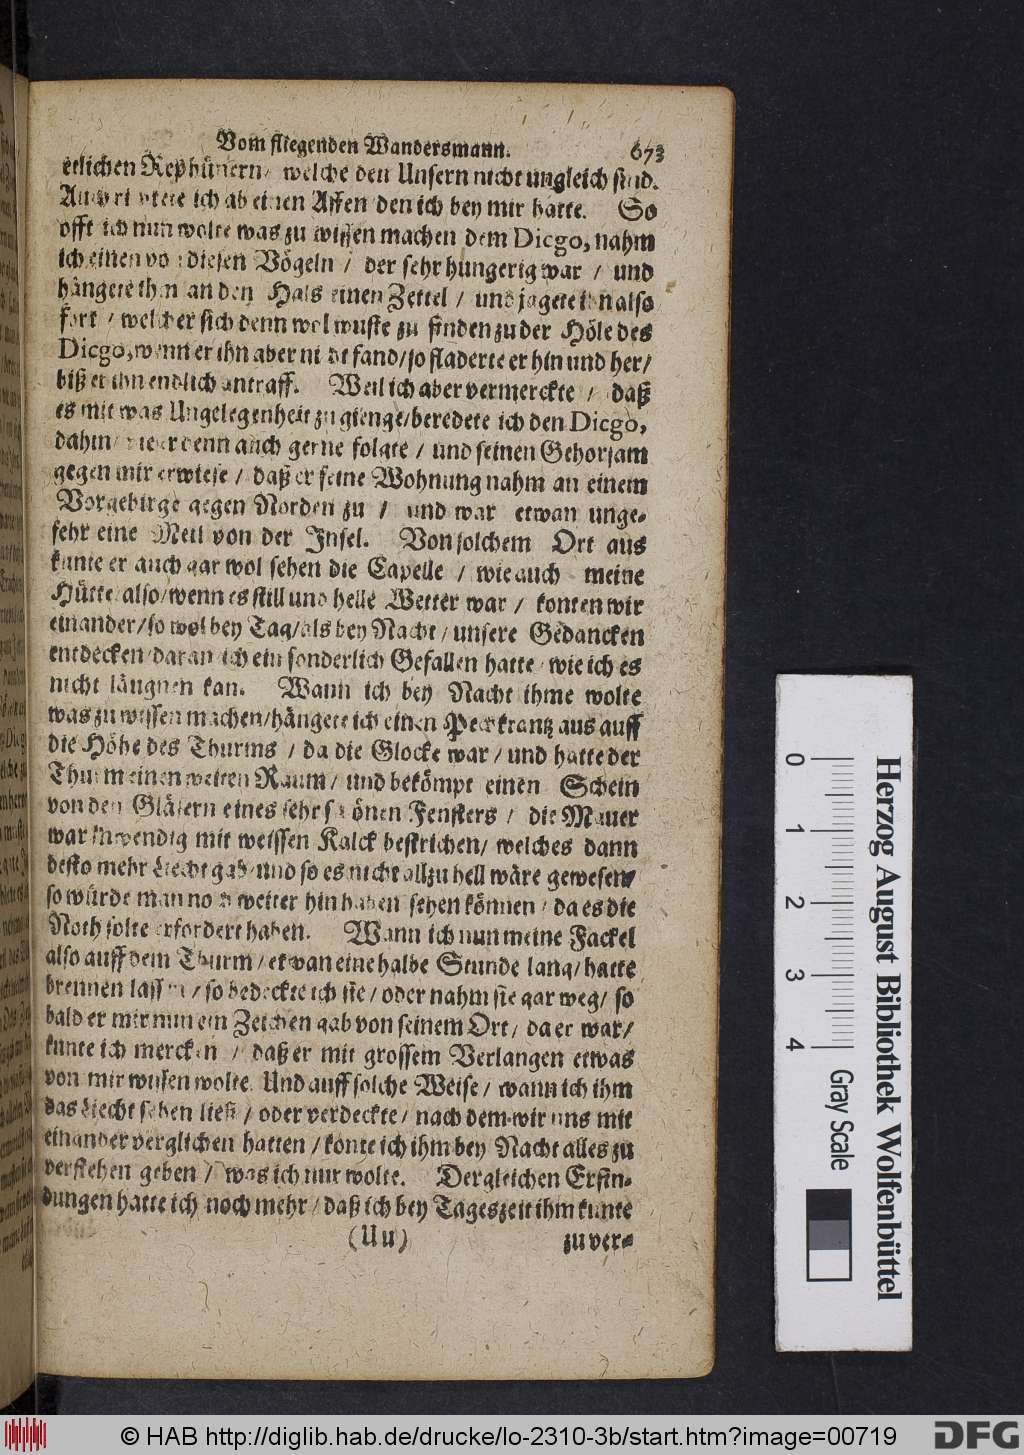 Vom fliegenden Wandersmann. 673
etlichen Rephünern/ welche den Unsern nicht ungleich sind.
Auch richtete ich ab einen Affen den ich bey mir hatte. So
offt ich nun wolte was zu wissen machen dem Diego, nahm
ich einen von diesen Vögeln / der sehr hungerig war / und
hängete ihm an den Hals einen Zettel / und jagete ihn also
fort / welcher sich denn wol wuste zu finden zu der Höle des
Diego, wenn er ihn aber nicht fand/ so fladerte er hin und her/
biß er ihn endlich antraff. Weil ich aber vermerckte / daß
es mit was Ungelegenheit zu gienge/ beredete ich den Diego,
dahin/ wie er denn auch gerne folgte / und seinen Gehorsam
gegen mir erwiese / daß er seine Wohnung nahm an einem
Vorgebirge gegen Norden zu / und war etwan unge-
fehr eine Meil von der Insel. Von solchem Ort aus
kunte er auch gar wol sehen die Capelle / wie auch meine
Hütte/ also/ wenn es still und helle Wetter war / konten wir
einander/ so wol bey Tag/ als bey Nacht / unsere Gedancken
entdecken/ daran ich ein sonderlich Gefallen hatte/ wie ich es
nicht läugnen kan. Wann ich bey Nacht ihme wolte
was zu wissen machen/ hängete ich einen Peckkrantz aus auff
die Höhe des Thurms / da die Glocke war / und hatte der
Thurm einen weiten Raum / und bekömpt einen Schein
von den Gläsern eines sehr schönen Fensters / die Mauer
war inwendig mit weissen Kalck bestrichen/ welches dann
desto mehr Liecht gab/ und so es nicht allzu hell wäre gewesen/
so würde man noch weiter hin haben sehen können / da es die
Noth solte erfordert haben. Wann ich nun meine Fackel
also auff dem Thurm / etwan eine halbe Stunde lang/ hatte
brennen lassen / so bedeckte ich sie / oder nahm sie gar weg/ so
bald er mir nun ein Zeichen gab von seinem Ort / da er war/
kunte ich mercken / daß er mit grossem Verlangen etwas
von mir wissen wolte. Und auff solche Weise / wann ich ihm
das Liecht sehen ließ / oder verdeckte / nach dem wir uns mit
einander verglichen hatten / konte ich ihm bey Nacht alles zu
verstehen geben / was ich nur wolte. Dergleichen Erfin-
dungen hatte ich noch mehr / daß ich bey Tageszeit ihm kunte
(Uu) zu ver-
0 1 2 3 4
Gray Scale
Herzog August Bibliothek Wolfenbüttel
© HAB http://diglib.hab.de/drucke/lo-2310-3b/start.htm?image=00719
DFG